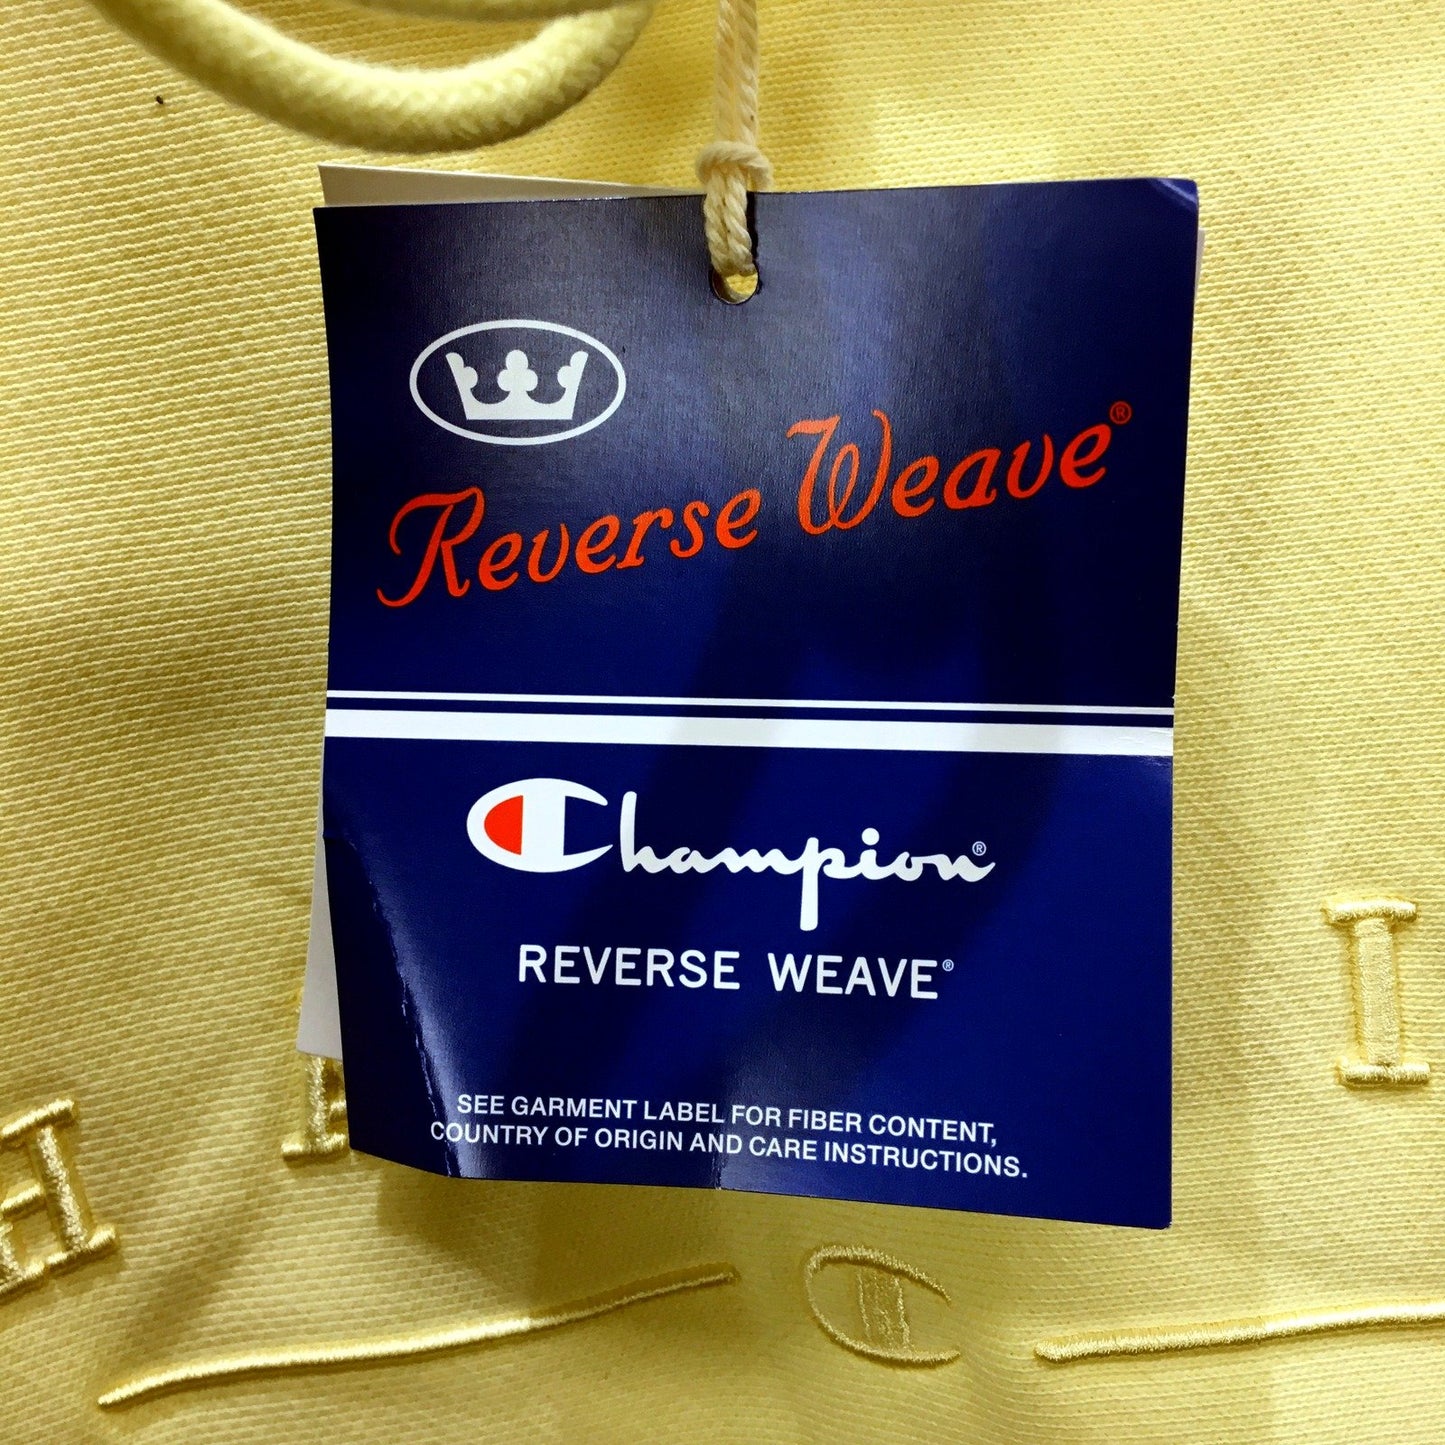 Reverse Weave®
Champion®
REVERSE WEAVE®
SEE GARMENT LABEL FOR FIBER CONTENT,
COUNTRY OF ORIGIN AND CARE INSTRUCTIONS.
H I
C